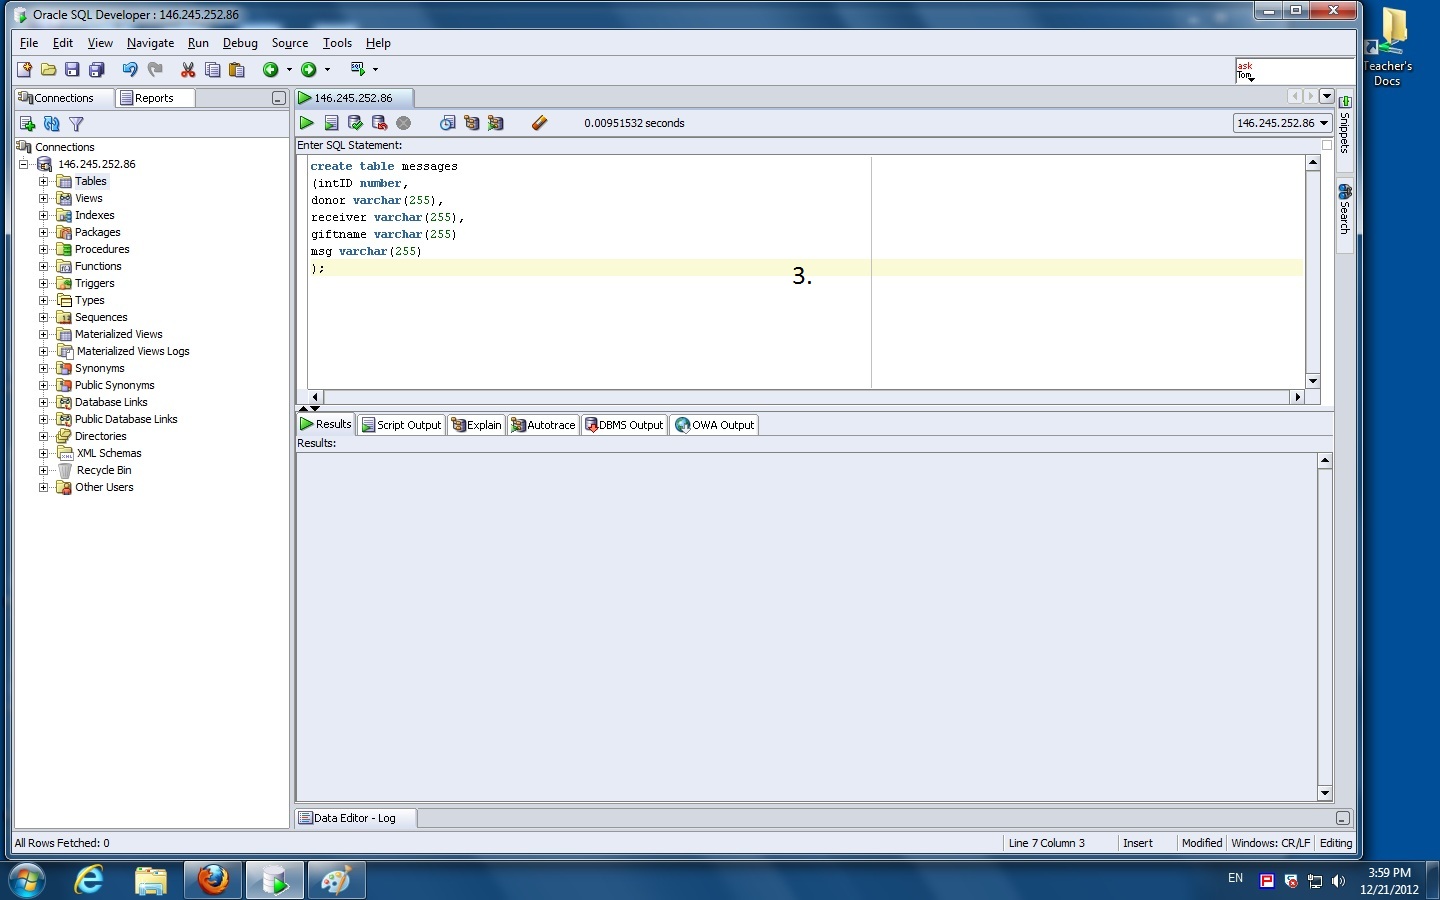 Oracle SQL Developer : 146.245.252.86
File Edit View Navigate Run Debug Source Tools Help
ask
Tom
Teacher's
Docs
Connections Reports
146.245.252.86
0.00951532 seconds
146.245.252.86
Snippets
Search
Connections
146.245.252.86
Tables
Views
Indexes
Packages
Procedures
Functions
Triggers
Types
Sequences
Materialized Views
Materialized Views Logs
Synonyms
Public Synonyms
Database Links
Public Database Links
Directories
XML Schemas
Recycle Bin
Other Users
Enter SQL Statement:
create table messages
(intID number,
donor varchar(255),
receiver varchar(255),
giftname varchar(255)
msg varchar(255)
);
3.
Results Script Output Explain Autotrace DBMS Output OWA Output
Results:
Data Editor - Log
All Rows Fetched: 0
Line 7 Column 3 Insert Modified Windows: CR/LF Editing
EN
3:59 PM
12/21/2012